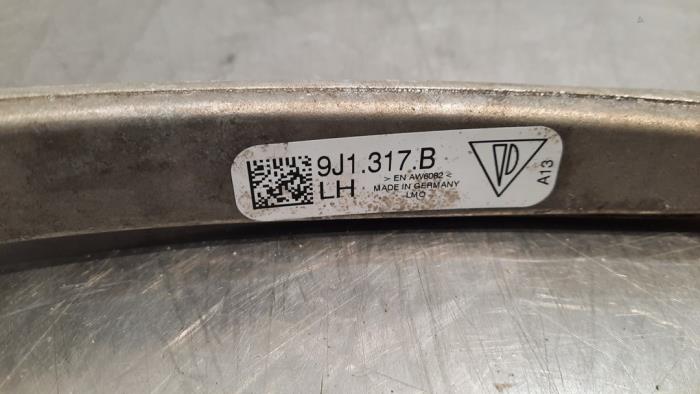 9J1.317.B
LH
> EN AW6082 <
MADE IN GERMANY
LMO
A13